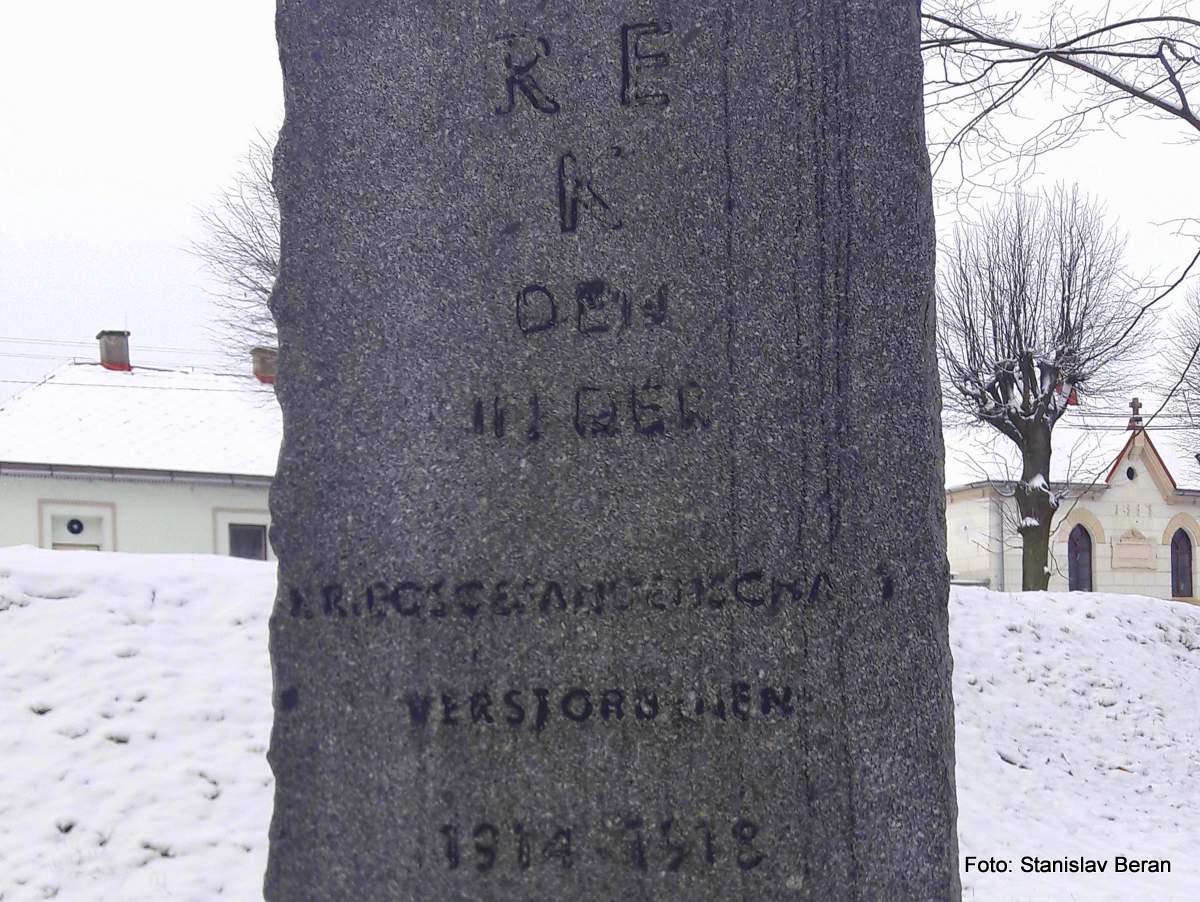 R E
K
DEN
IN DER
KRIEGSGEFANGENSCHAFT
VERSTORBENEN
1914 1918
Foto: Stanislav Beran